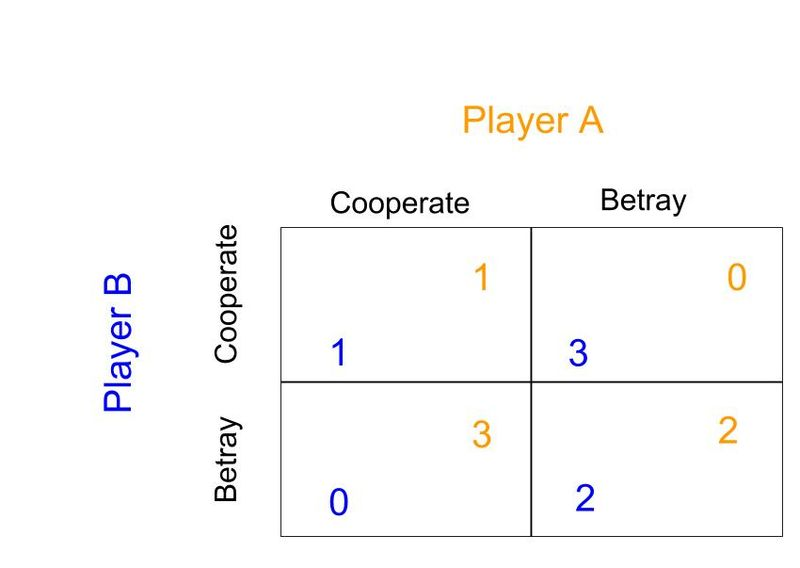 Player A
Cooperate Betray
Player B
Cooperate
1 0
1 3
Betray
3 2
0 2